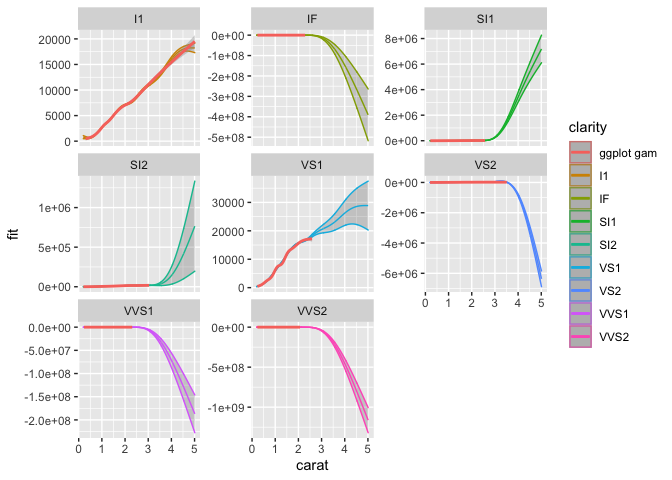 I1
IF
SI1
20000
15000
10000
5000
0
0e+00
-1e+08
-2e+08
-3e+08
-4e+08
-5e+08
8e+06
6e+06
4e+06
2e+06
0e+00
SI2
VS1
VS2
1e+06
5e+05
0e+00
30000
20000
10000
0
0e+00
-2e+06
-4e+06
-6e+06
0 1 2 3 4 5
VVS1
VVS2
0.0e+00
-5.0e+07
-1.0e+08
-1.5e+08
-2.0e+08
0e+00
-5e+08
-1e+09
0 1 2 3 4 5
0 1 2 3 4 5
fit
carat
clarity
ggplot gam
I1
IF
SI1
SI2
VS1
VS2
VVS1
VVS2